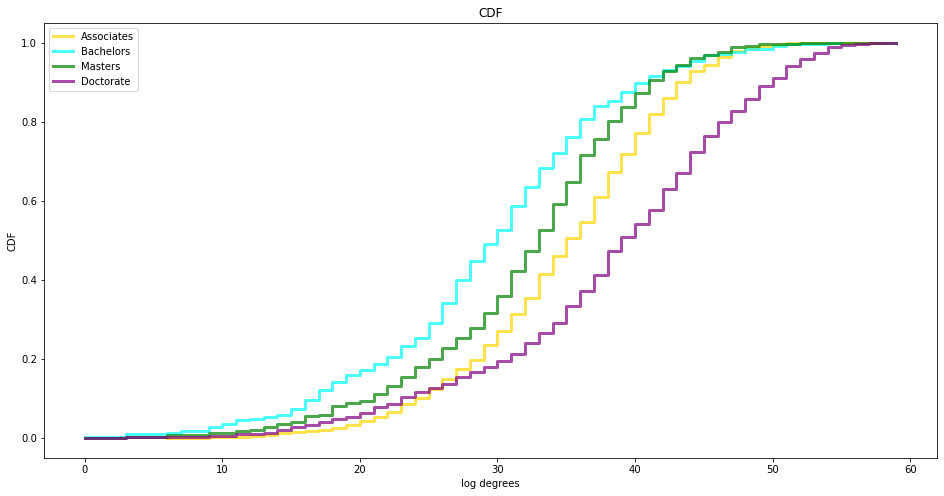 CDF
Associates
Bachelors
Masters
Doctorate
1.0
0.8
0.6
0.4
0.2
0.0
CDF
0 10 20 30 40 50 60
log degrees